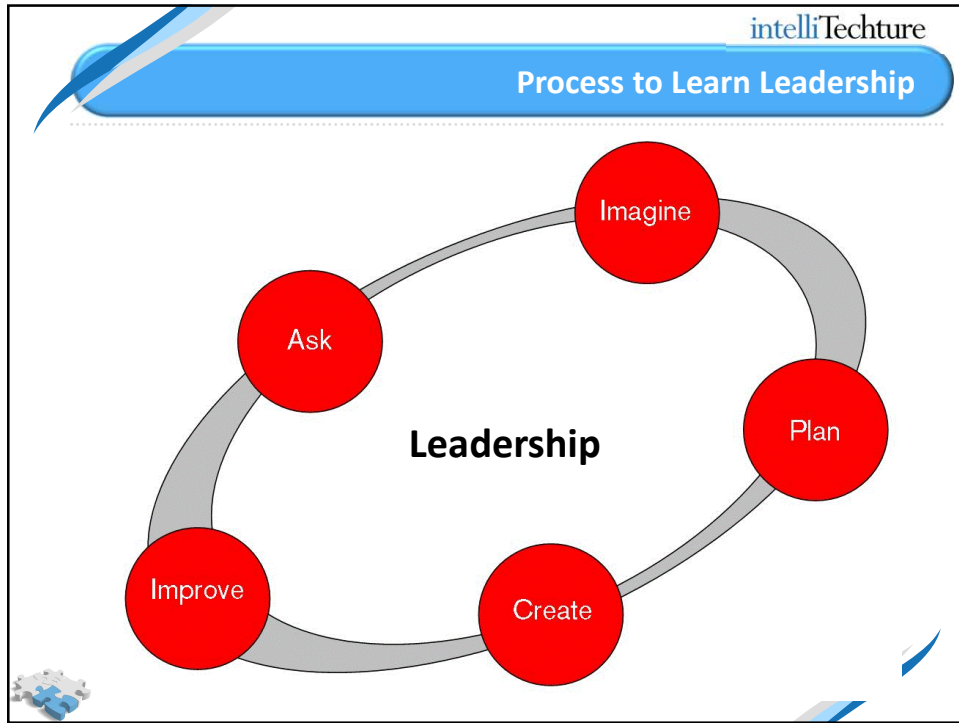 intelliTechture
Process to Learn Leadership
Imagine
Ask
Plan
Leadership
Improve
Create